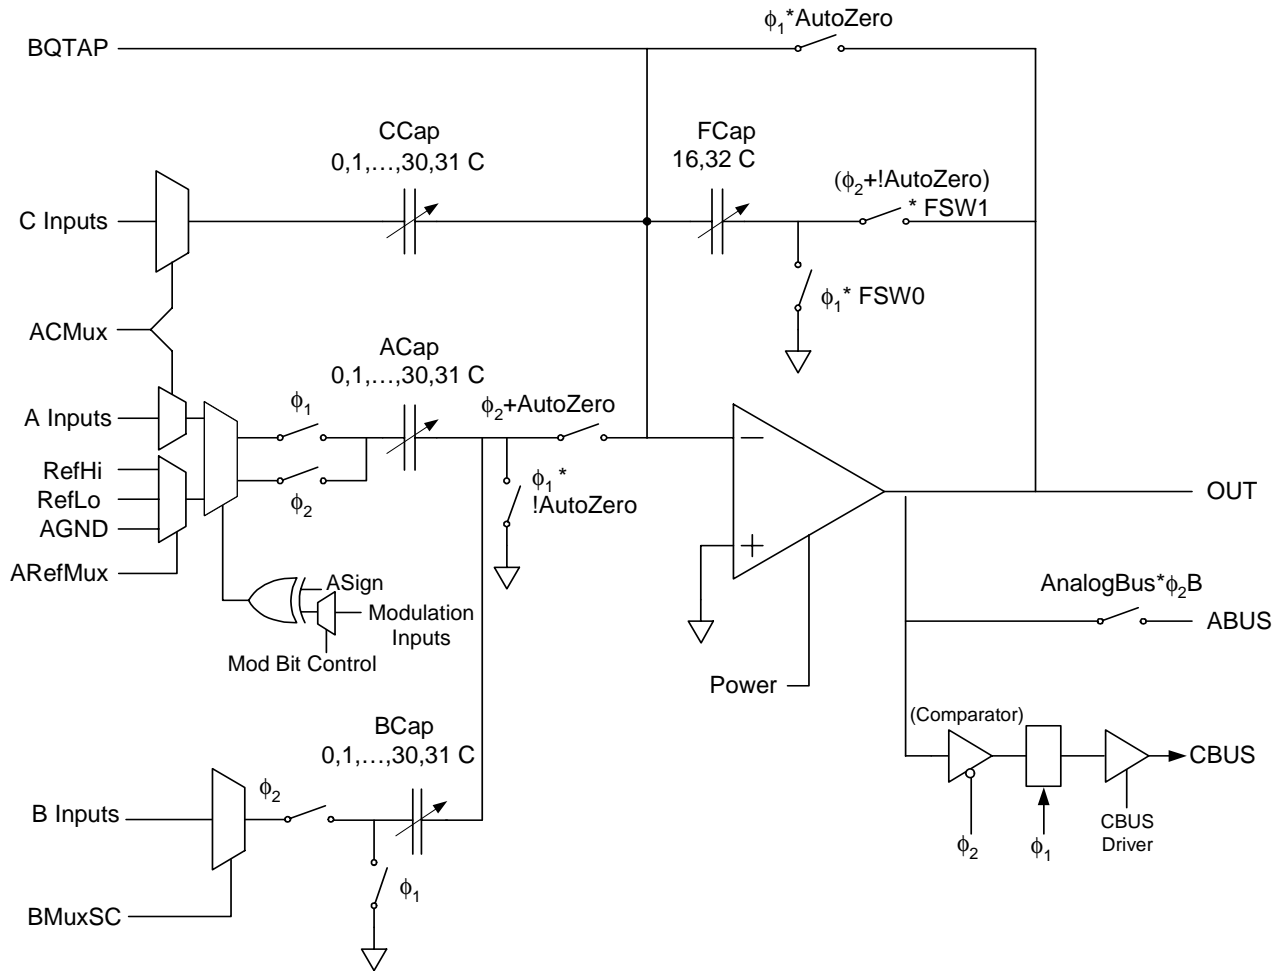 ϕ1*AutoZero
BQTAP
CCap
0,1,…,30,31 C
FCap
16,32 C
(ϕ2+!AutoZero)
* FSW1
C Inputs
ϕ1* FSW0
ACMux
ACap
0,1,…,30,31 C
A Inputs
ϕ1
ϕ2+AutoZero
RefHi
RefLo
AGND
ϕ2
ϕ1*
!AutoZero
−
+
OUT
ARefMux
ASign
Modulation
Inputs
Mod Bit Control
AnalogBus*ϕ2B
ABUS
Power
BCap
0,1,…,30,31 C
(Comparator)
CBUS
B Inputs
ϕ2
ϕ2
ϕ1
CBUS
Driver
ϕ1
BMuxSC